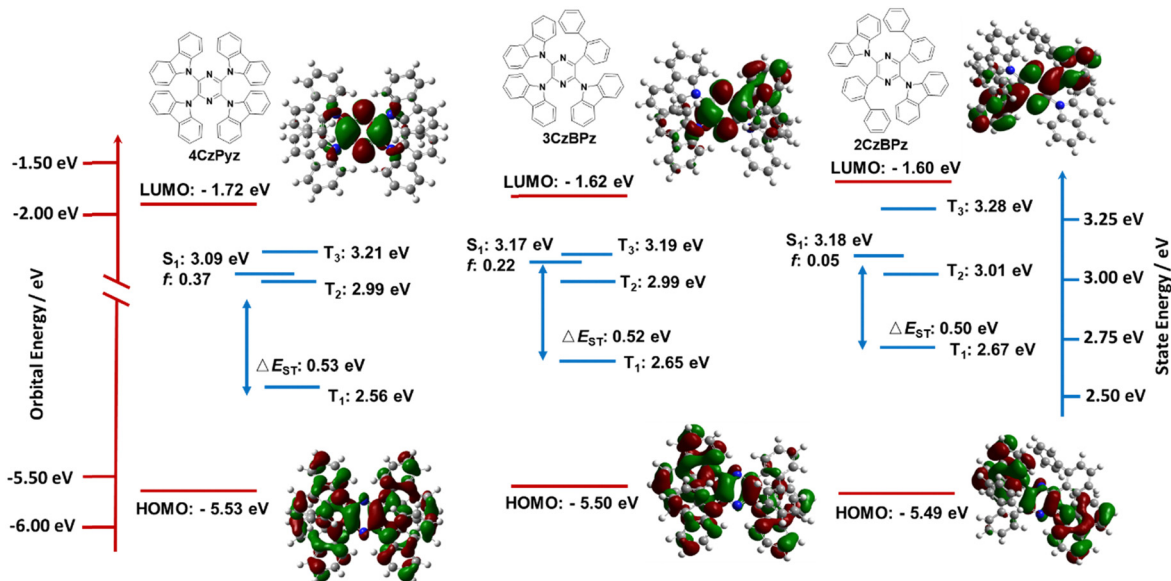 4CzPyz
3CzBPz
2CzBPz
Orbital Energy / eV
-1.50 eV
-2.00 eV
-5.50 eV
-6.00 eV
LUMO: - 1.72 eV
S1: 3.09 eV
f: 0.37
T3: 3.21 eV
T2: 2.99 eV
△EST: 0.53 eV
T1: 2.56 eV
HOMO: - 5.53 eV
LUMO: - 1.62 eV
S1: 3.17 eV
f: 0.22
T3: 3.19 eV
T2: 2.99 eV
△EST: 0.52 eV
T1: 2.65 eV
HOMO: - 5.50 eV
LUMO: - 1.60 eV
S1: 3.18 eV
f: 0.05
T3: 3.28 eV
T2: 3.01 eV
△EST: 0.50 eV
T1: 2.67 eV
HOMO: - 5.49 eV
3.25 eV
3.00 eV
2.75 eV
2.50 eV
State Energy / eV